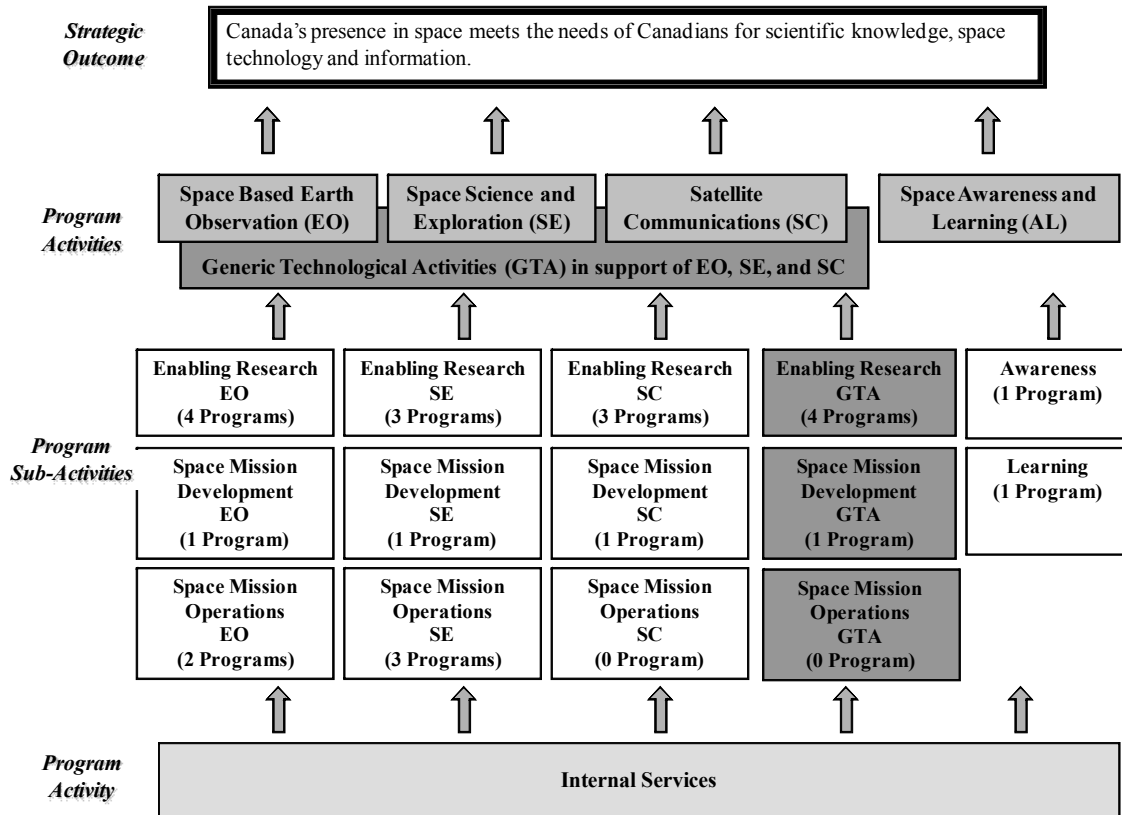 Strategic
Outcome
Canada's presence in space meets the needs of Canadians for scientific knowledge, space
technology and information.
Program
Activities
Space Based Earth
Observation (EO)
Space Science and
Exploration (SE)
Satellite
Communications (SC)
Space Awareness and
Learning (AL)
Generic Technological Activities (GTA) in support of EO, SE, and SC
Program
Sub-Activities
Enabling Research
EO
(4 Programs)
Enabling Research
SE
(3 Programs)
Enabling Research
SC
(3 Programs)
Enabling Research
GTA
(4 Programs)
Awareness
(1 Program)
Space Mission
Development
EO
(1 Program)
Space Mission
Development
SE
(1 Program)
Space Mission
Development
SC
(1 Program)
Space Mission
Development
GTA
(1 Program)
Learning
(1 Program)
Space Mission
Operations
EO
(2 Programs)
Space Mission
Operations
SE
(3 Programs)
Space Mission
Operations
SC
(0 Program)
Space Mission
Operations
GTA
(0 Program)
Program
Activity
Internal Services